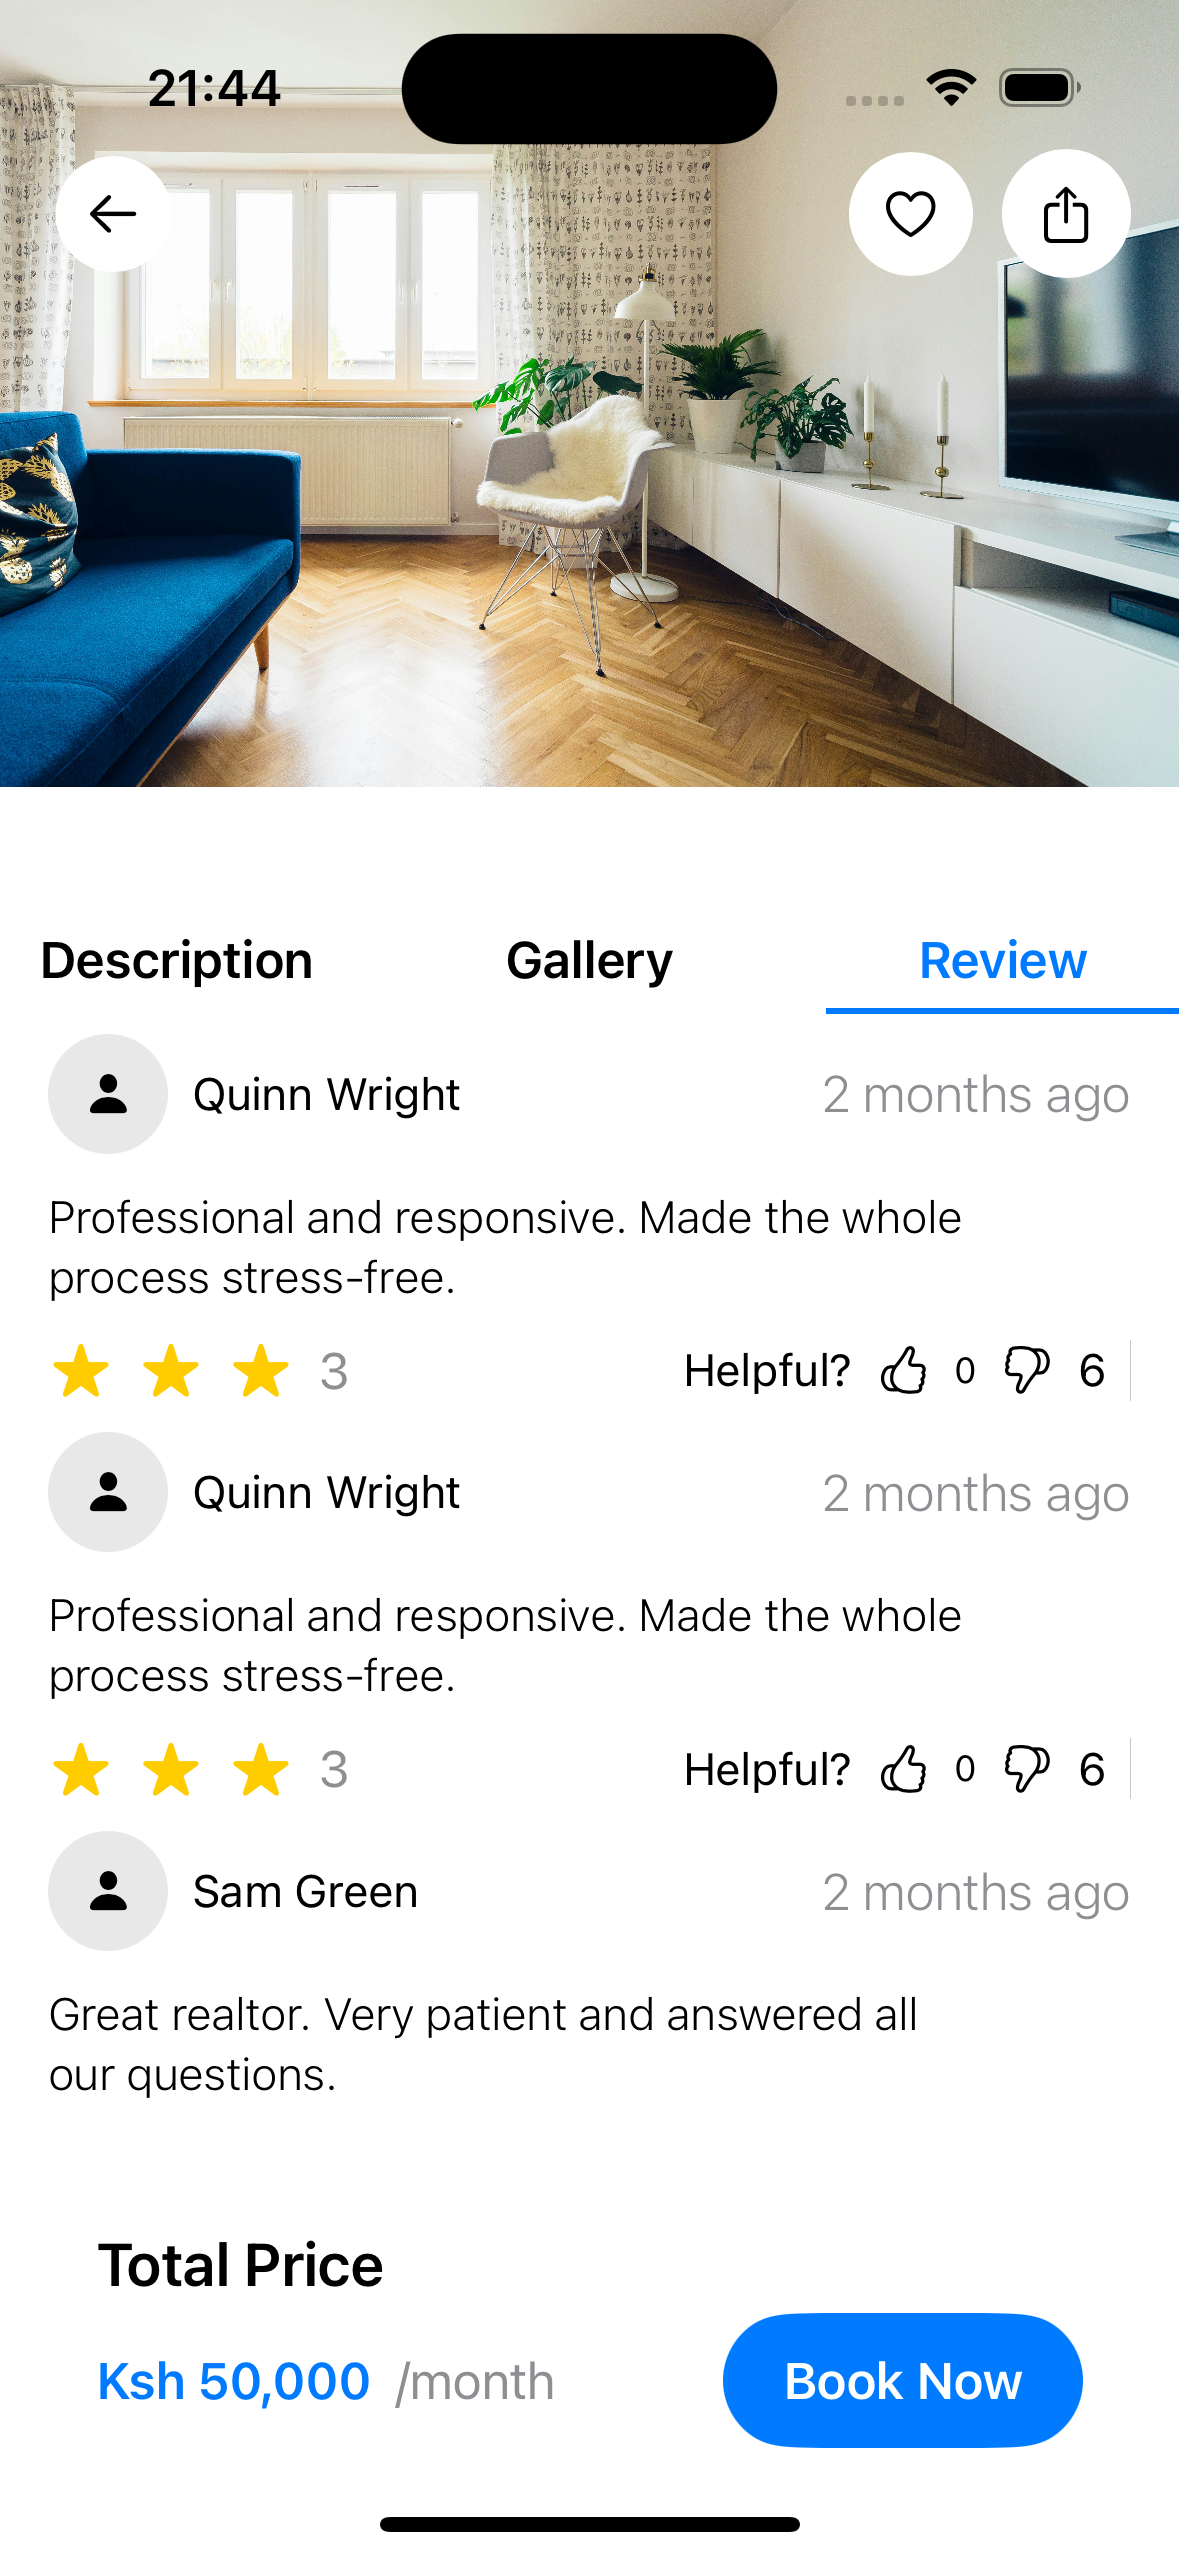 21:44
Description Gallery Review
Quinn Wright 2 months ago
Professional and responsive. Made the whole
process stress-free.
3 Helpful? 0 6
Quinn Wright 2 months ago
Professional and responsive. Made the whole
process stress-free.
3 Helpful? 0 6
Sam Green 2 months ago
Great realtor. Very patient and answered all
our questions.
Total Price
Ksh 50,000 /month
Book Now